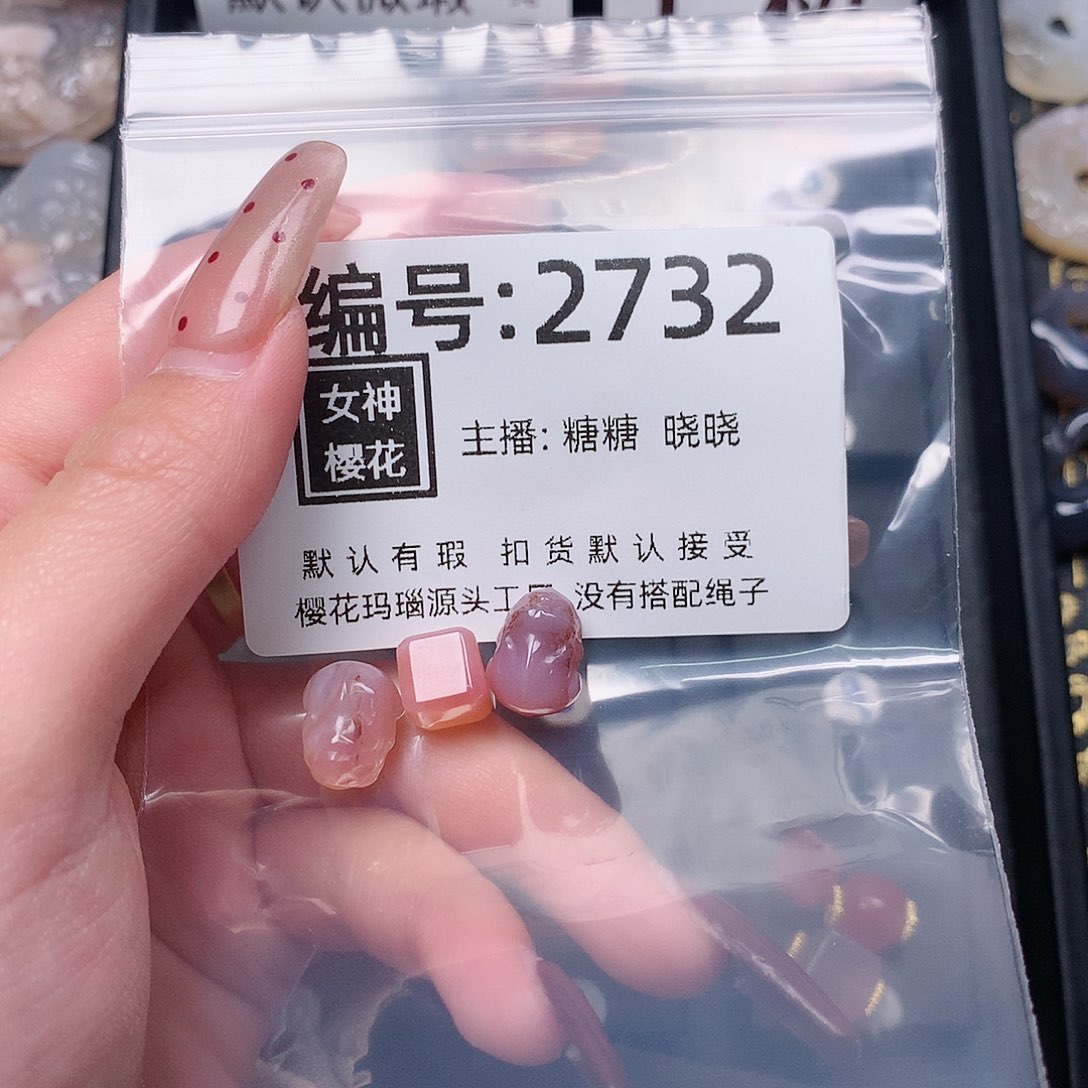 编号:2732
女神
樱花
主播: 糖糖 晓晓
默认有瑕 扣货默认接受
樱花玛瑙源头工 没有搭配绳子